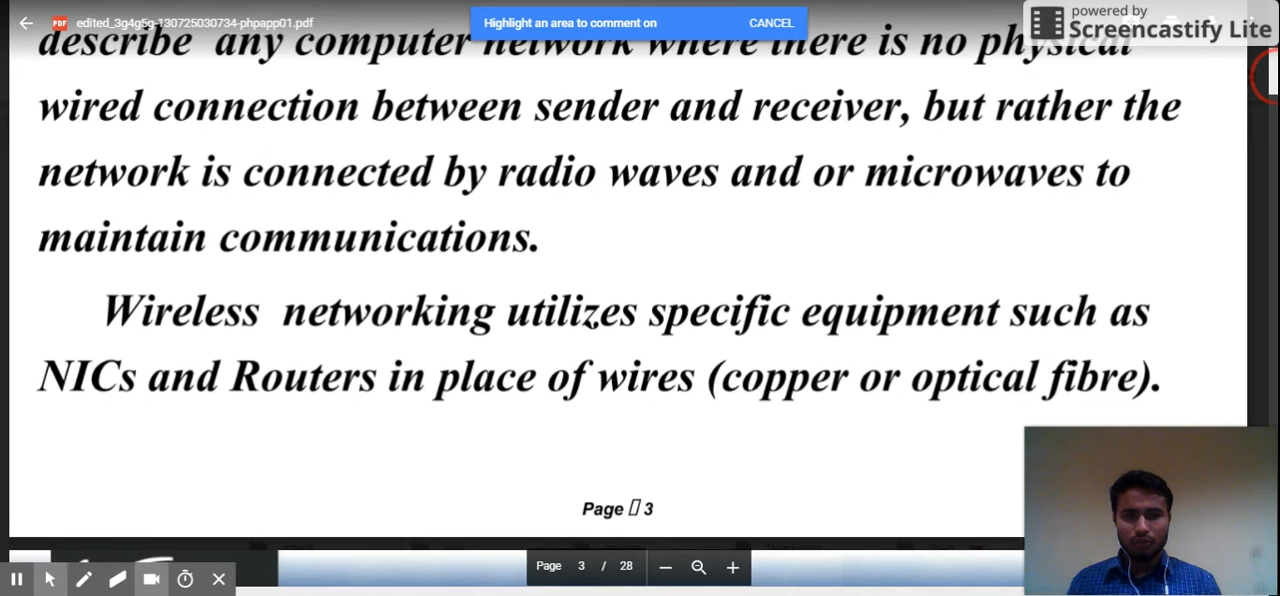 edited_3g4g5g-130725030734-phpapp01.pdf
PDF
Highlight an area to comment on
CANCEL
powered by
Screencastify Lite
describe any computer network where there is no physical
wired connection between sender and receiver, but rather the
network is connected by radio waves and or microwaves to
maintain communications.
Wireless networking utilizes specific equipment such as
NICs and Routers in place of wires (copper or optical fibre).
Page ▯ 3
Page 3 / 28